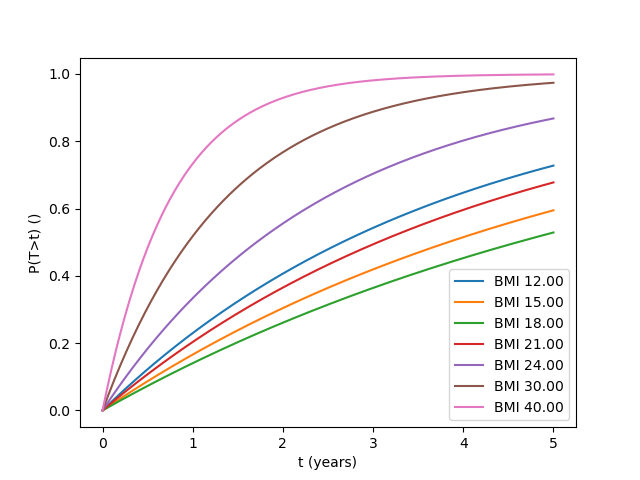 1.0
0.8
0.6
0.4
0.2
0.0
P(T>t) ()
BMI 12.00
BMI 15.00
BMI 18.00
BMI 21.00
BMI 24.00
BMI 30.00
BMI 40.00
0 1 2 3 4 5
t (years)